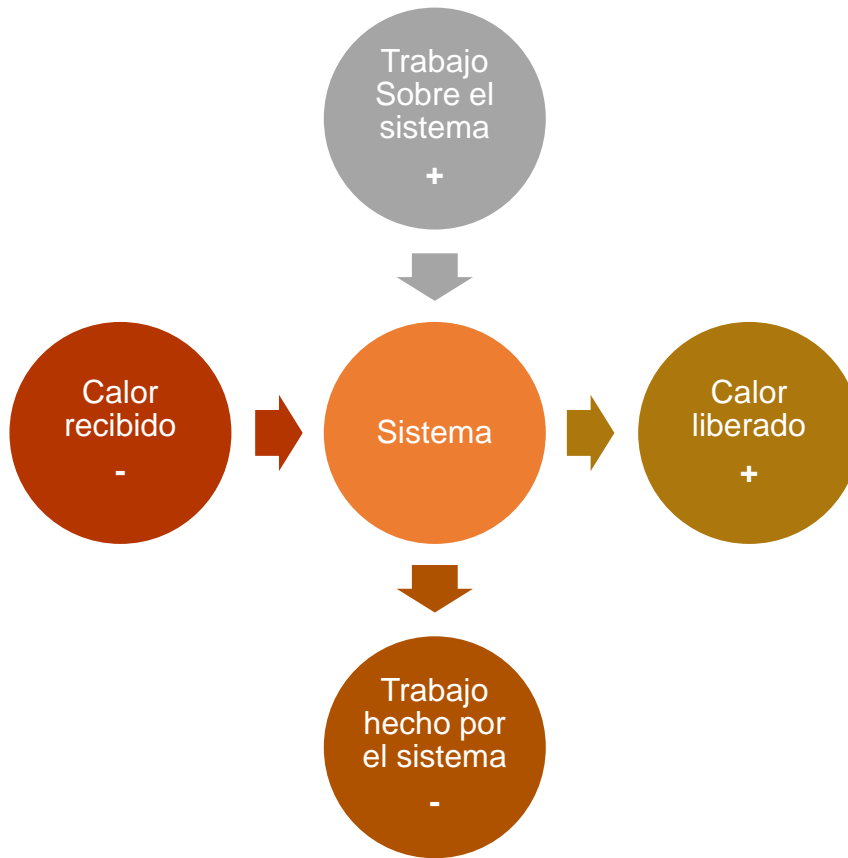 Trabajo
Sobre el
sistema
+
Calor
recibido
-
Sistema
Calor
liberado
+
Trabajo
hecho por
el sistema
-